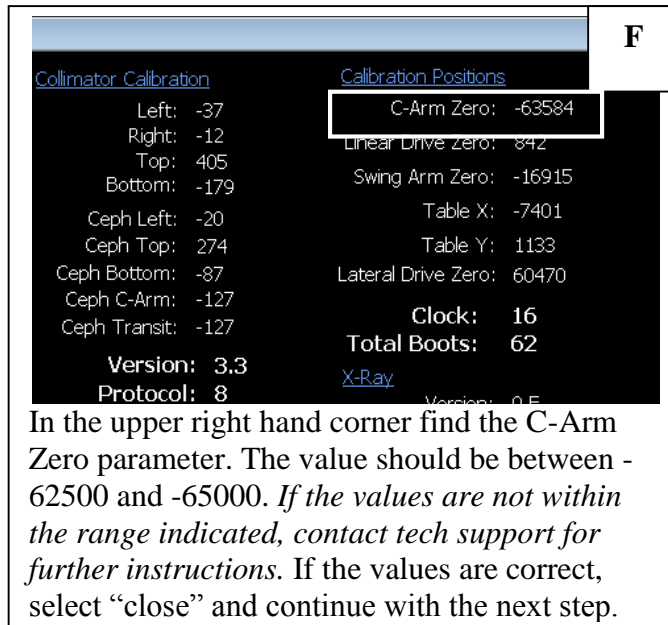 F
Collimator Calibration
Left: -37
Right: -12
Top: 405
Bottom: -179
Ceph Left: -20
Ceph Top: 274
Ceph Bottom: -87
Ceph C-Arm: -127
Ceph Transit: -127
Version: 3.3
Protocol: 8
Calibration Positions
C-Arm Zero: -63584
Linear Drive Zero: 842
Swing Arm Zero: -16915
Table X: -7401
Table Y: 1133
Lateral Drive Zero: 60470
Clock: 16
Total Boots: 62
X-Ray
Version:
In the upper right hand corner find the C-Arm
Zero parameter. The value should be between -
62500 and -65000. If the values are not within
the range indicated, contact tech support for
further instructions. If the values are correct,
select “close” and continue with the next step.